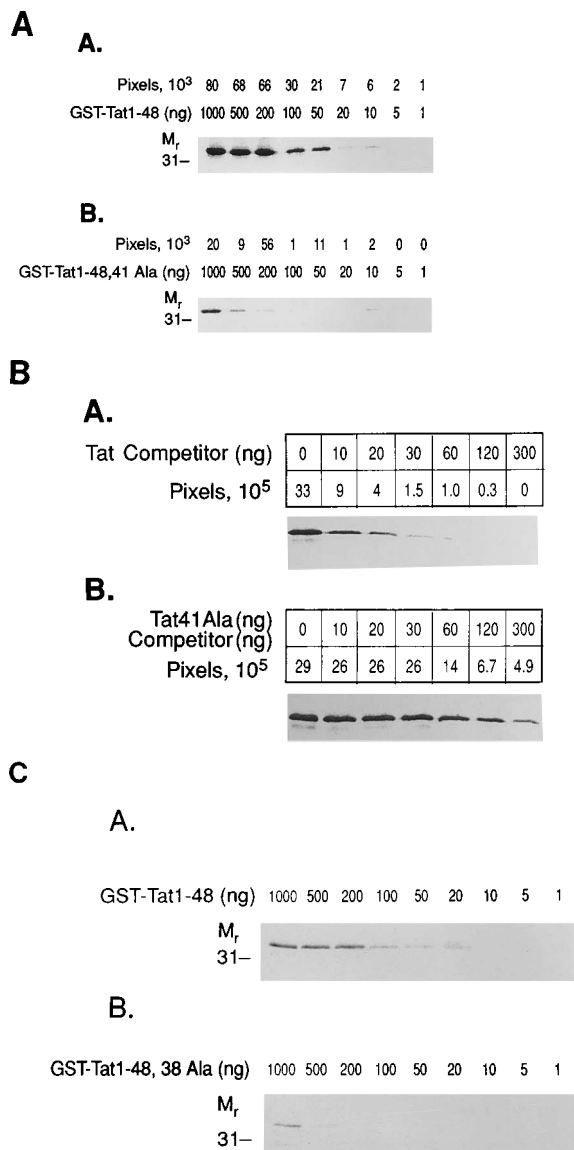 A
A.
Pixels, 10³ 80 68 66 30 21 7 6 2 1
GST-Tat1-48 (ng) 1000 500 200 100 50 20 10 5 1
Mr
31–
B.
Pixels, 10³ 20 9 56 1 11 1 2 0 0
GST-Tat1-48,41 Ala (ng) 1000 500 200 100 50 20 10 5 1
Mr
31–
B
A.
Tat Competitor (ng) 0 10 20 30 60 120 300
Pixels, 10⁵ 33 9 4 1.5 1.0 0.3 0
B.
Tat41Ala(ng)
Competitor(ng) 0 10 20 30 60 120 300
Pixels, 10⁵ 29 26 26 26 14 6.7 4.9
C
A.
GST-Tat1-48 (ng) 1000 500 200 100 50 20 10 5 1
Mr
31–
B.
GST-Tat1-48, 38 Ala (ng) 1000 500 200 100 50 20 10 5 1
Mr
31–